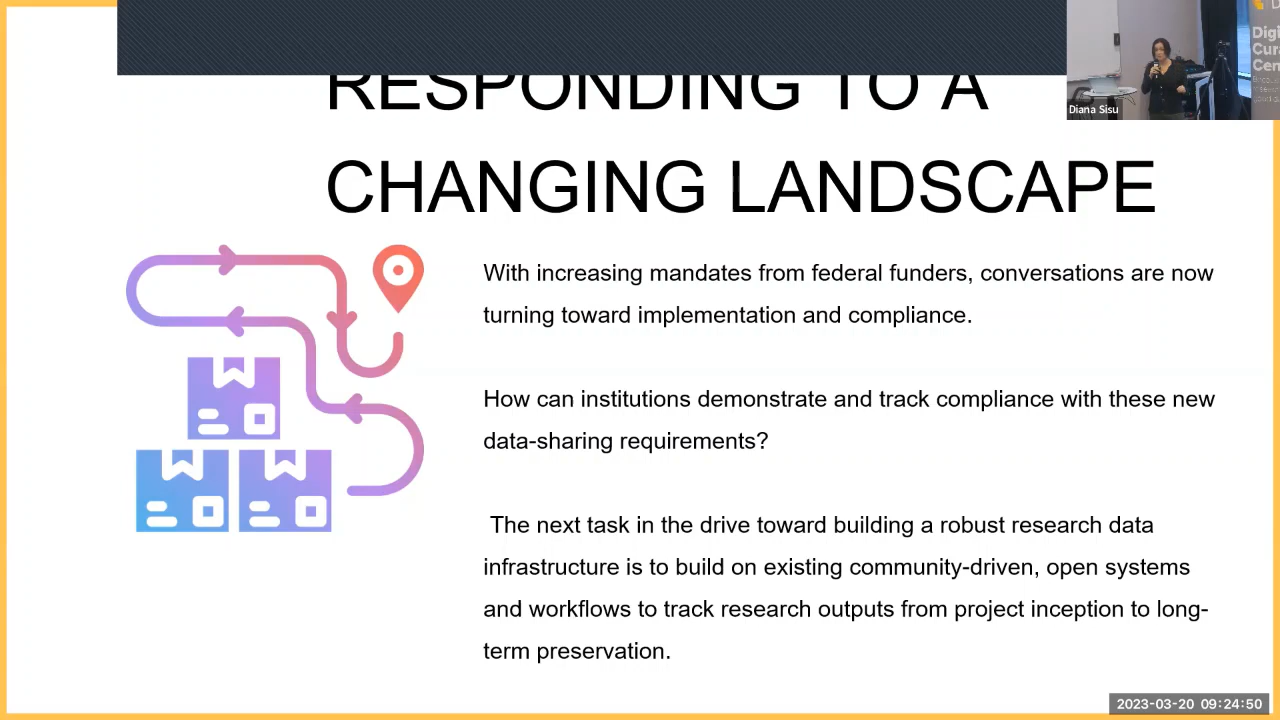 RESPONDING TO A
CHANGING LANDSCAPE
With increasing mandates from federal funders, conversations are now
turning toward implementation and compliance.
How can institutions demonstrate and track compliance with these new
data-sharing requirements?
The next task in the drive toward building a robust research data
infrastructure is to build on existing community-driven, open systems
and workflows to track research outputs from project inception to long-
term preservation.
Diana Sisu
Digi
Cura
Cen
2023-03-20 09:24:50